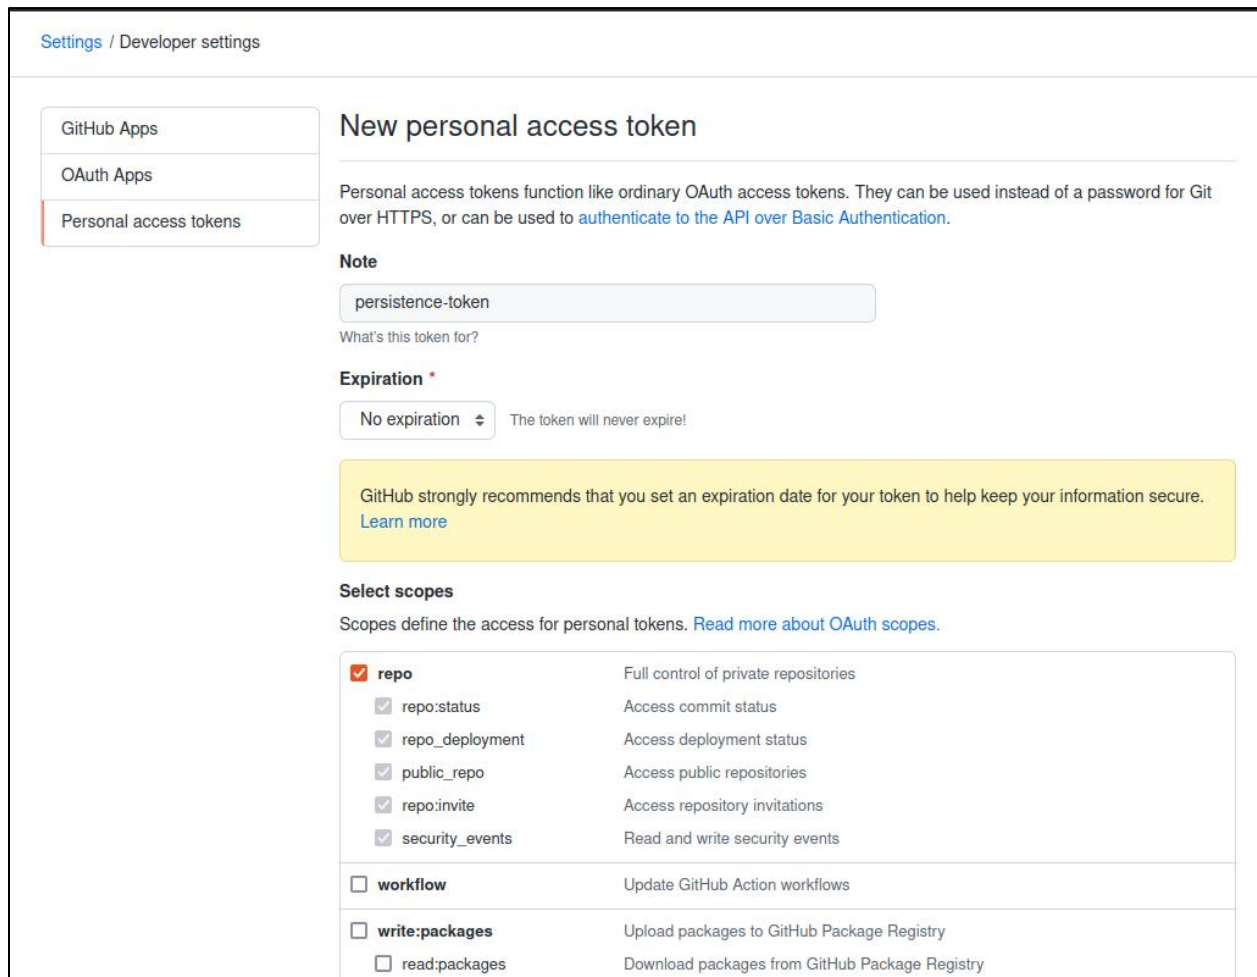 Settings / Developer settings
GitHub Apps
OAuth Apps
Personal access tokens
New personal access token
Personal access tokens function like ordinary OAuth access tokens. They can be used instead of a password for Git
over HTTPS, or can be used to authenticate to the API over Basic Authentication.
Note
persistence-token
What's this token for?
Expiration *
No expiration The token will never expire!
GitHub strongly recommends that you set an expiration date for your token to help keep your information secure.
Learn more
Select scopes
Scopes define the access for personal tokens. Read more about OAuth scopes.
repo Full control of private repositories
repo:status Access commit status
repo_deployment Access deployment status
public_repo Access public repositories
repo:invite Access repository invitations
security_events Read and write security events
workflow Update GitHub Action workflows
write:packages Upload packages to GitHub Package Registry
read:packages Download packages from GitHub Package Registry